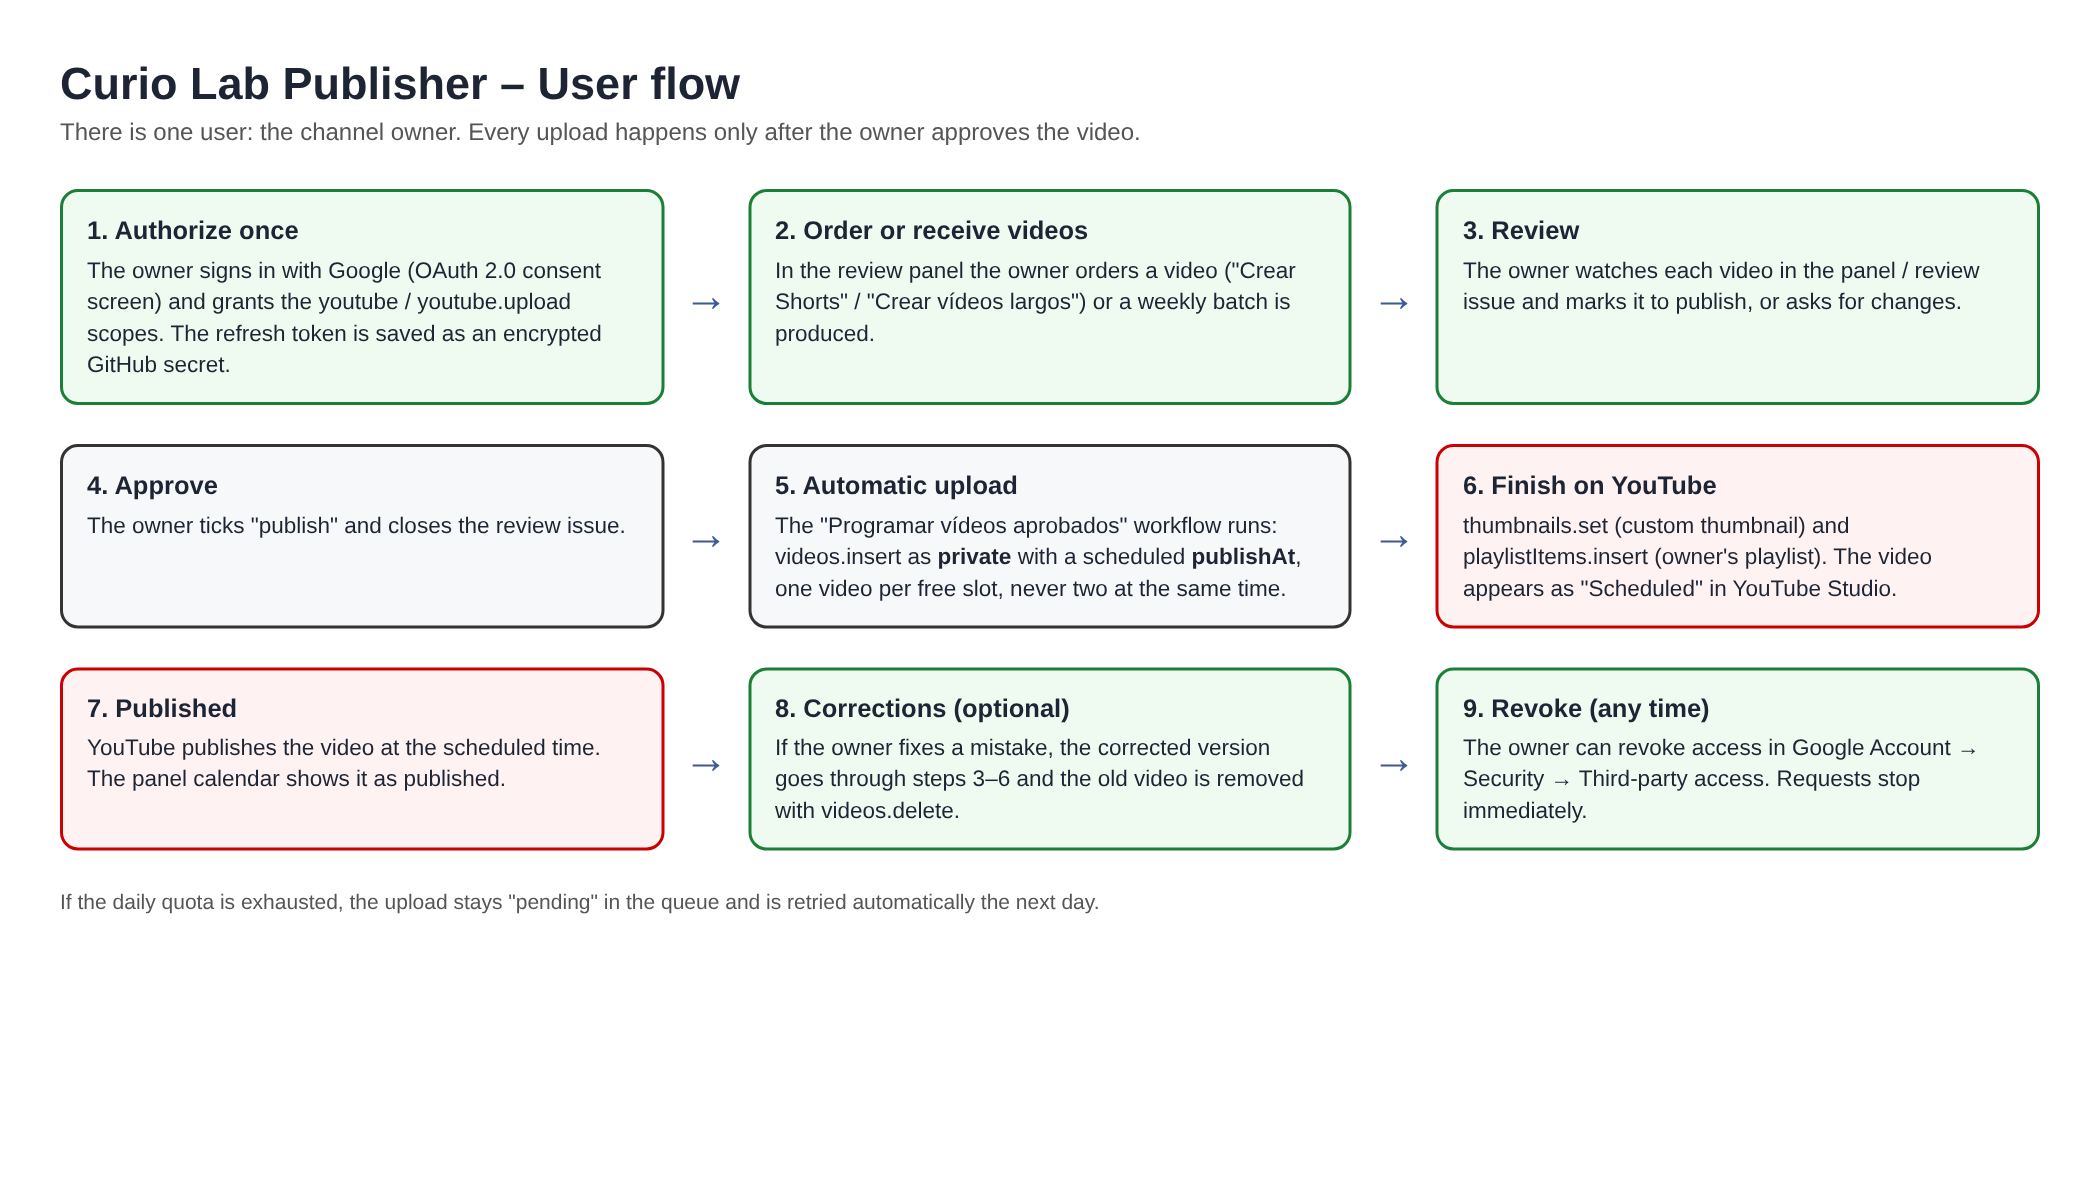 Curio Lab Publisher – User flow
There is one user: the channel owner. Every upload happens only after the owner approves the video.
1. Authorize once
The owner signs in with Google (OAuth 2.0 consent
screen) and grants the youtube / youtube.upload
scopes. The refresh token is saved as an encrypted
GitHub secret.
→
2. Order or receive videos
In the review panel the owner orders a video ("Crear
Shorts" / "Crear vídeos largos") or a weekly batch is
produced.
→
3. Review
The owner watches each video in the panel / review
issue and marks it to publish, or asks for changes.
4. Approve
The owner ticks "publish" and closes the review issue.
→
5. Automatic upload
The "Programar vídeos aprobados" workflow runs:
videos.insert as private with a scheduled publishAt,
one video per free slot, never two at the same time.
→
6. Finish on YouTube
thumbnails.set (custom thumbnail) and
playlistItems.insert (owner's playlist). The video
appears as "Scheduled" in YouTube Studio.
7. Published
YouTube publishes the video at the scheduled time.
The panel calendar shows it as published.
→
8. Corrections (optional)
If the owner fixes a mistake, the corrected version
goes through steps 3–6 and the old video is removed
with videos.delete.
→
9. Revoke (any time)
The owner can revoke access in Google Account →
Security → Third-party access. Requests stop
immediately.
If the daily quota is exhausted, the upload stays "pending" in the queue and is retried automatically the next day.